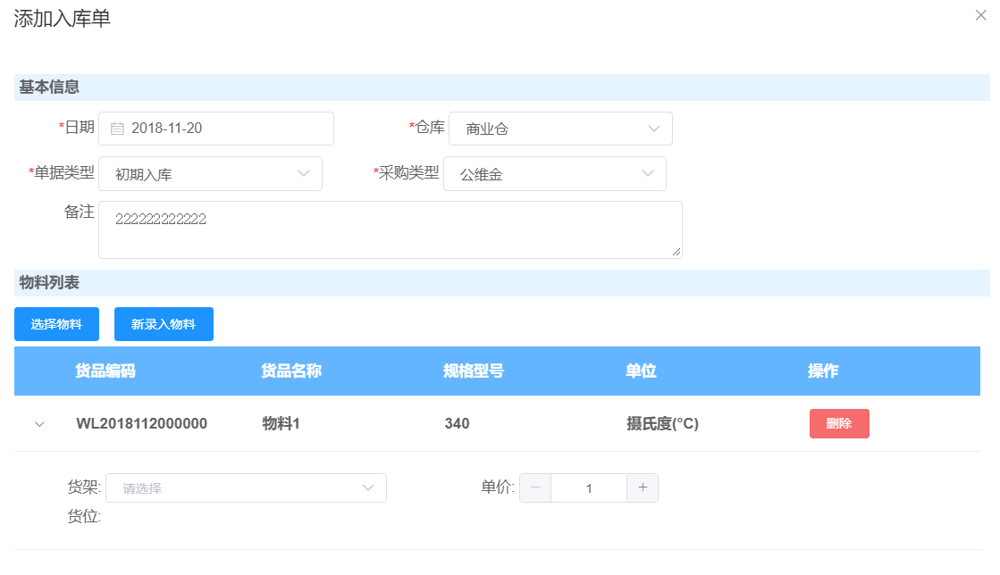 添加入库单
基本信息
*日期 2018-11-20 *仓库 商业仓
*单据类型 初期入库 *采购类型 公维金
备注 222222222222
物料列表
选择物料 新录入物料
货品编码 货品名称 规格型号 单位 操作
WL2018112000000 物料1 340 摄氏度(°C) 删除
货架: 请选择 单价: 1
货位: